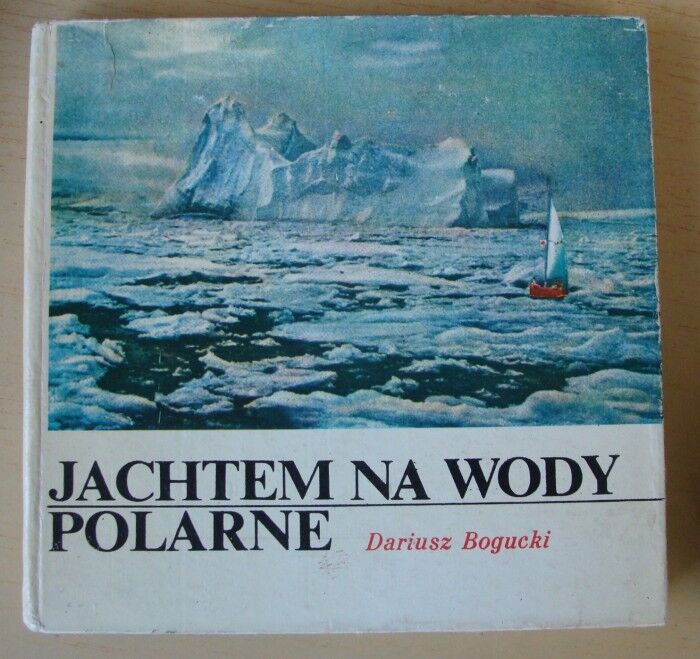 JACHTEM NA WODY
POLARNE Dariusz Bogucki